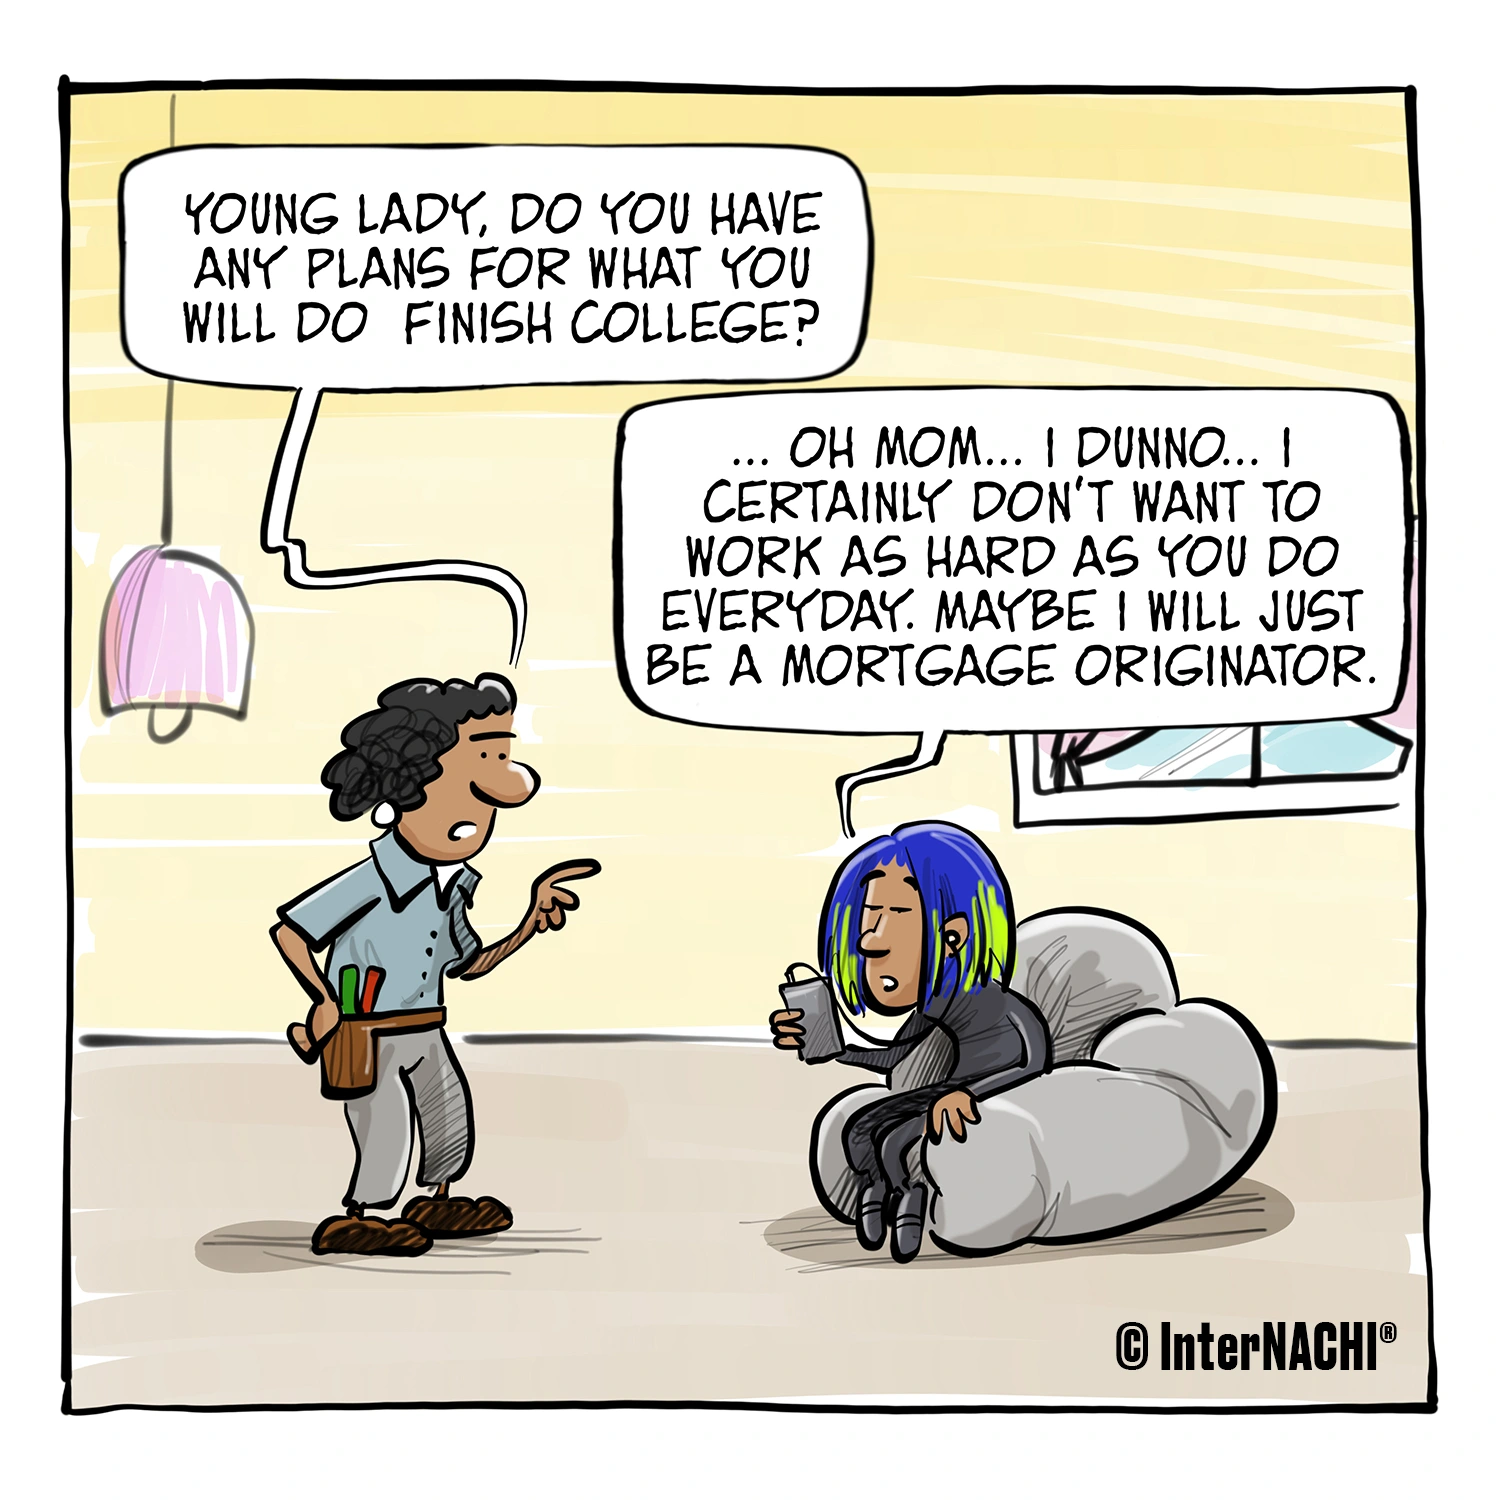 YOUNG LADY, DO YOU HAVE
ANY PLANS FOR WHAT YOU
WILL DO FINISH COLLEGE?
... OH MOM... I DUNNO... I
CERTAINLY DON'T WANT TO
WORK AS HARD AS YOU DO
EVERYDAY. MAYBE I WILL JUST
BE A MORTGAGE ORIGINATOR.
© InterNACHI®